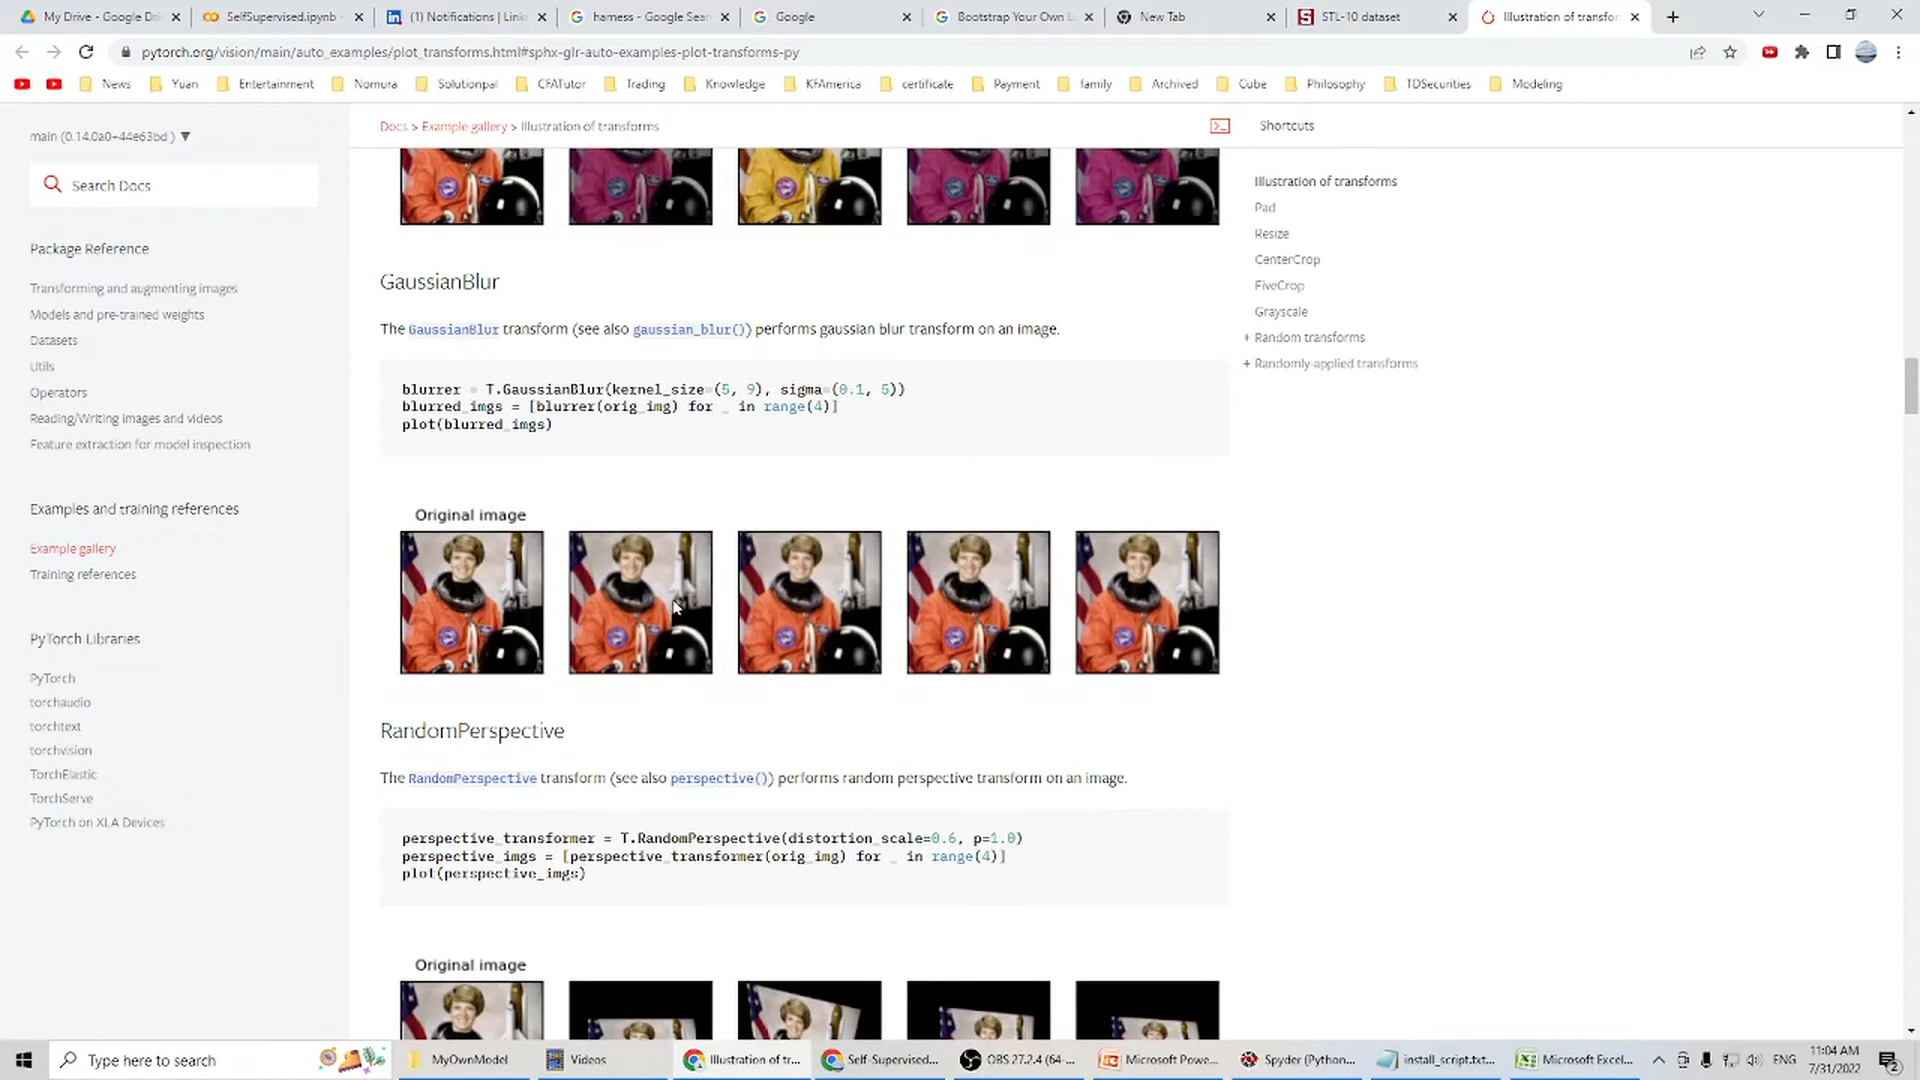 My Drive - Google Dri
SelfSupervised.ipynb -
(1) Notifications | Link
harness - Google Sear
Google
Bootstrap Your Own L
New Tab
STL-10 dataset
Illustration of transfor
pytorch.org/vision/main/auto_examples/plot_transforms.html#sphx-glr-auto-examples-plot-transforms-py
News
Yuan
Entertainment
Nomura
Solutionpal
CFATutor
Trading
Knowledge
KFAmerica
certificate
Payment
family
Archived
Cube
Philosophy
TDSecurities
Modeling
main (0.14.0a0+44e63bd ) ▼
Search Docs
Package Reference
Transforming and augmenting images
Models and pre-trained weights
Datasets
Utils
Operators
Reading/Writing images and videos
Feature extraction for model inspection
Examples and training references
Example gallery
Training references
PyTorch Libraries
PyTorch
torchaudio
torchtext
torchvision
TorchElastic
TorchServe
PyTorch on XLA Devices
Docs > Example gallery > Illustration of transforms
GaussianBlur
The GaussianBlur transform (see also gaussian_blur()) performs gaussian blur transform on an image.
blurrer = T.GaussianBlur(kernel_size=(5, 9), sigma=(0.1, 5))
blurred_imgs = [blurrer(orig_img) for _ in range(4)]
plot(blurred_imgs)
Original image
RandomPerspective
The RandomPerspective transform (see also perspective()) performs random perspective transform on an image.
perspective_transformer = T.RandomPerspective(distortion_scale=0.6, p=1.0)
perspective_imgs = [perspective_transformer(orig_img) for _ in range(4)]
plot(perspective_imgs)
Original image
Shortcuts
Illustration of transforms
Pad
Resize
CenterCrop
FiveCrop
Grayscale
+ Random transforms
+ Randomly-applied transforms
Type here to search
MyOwnModel
Videos
Illustration of tr...
Self-Supervised...
OBS 27.2.4 (64-...
Microsoft Powe...
Spyder (Python...
install_script.txt...
Microsoft Excel...
ENG
11:04 AM
7/31/2022
2